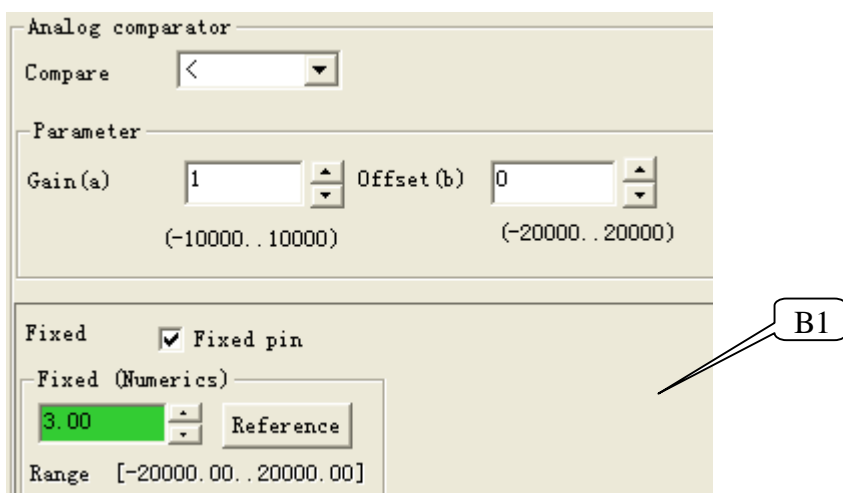 Analog comparator
Compare <
Parameter
Gain(a) 1 Offset(b) 0
(-10000..10000) (-20000..20000)
B1
Fixed Fixed pin
Fixed (Numerics)
3.00 Reference
Range [-20000.00..20000.00]